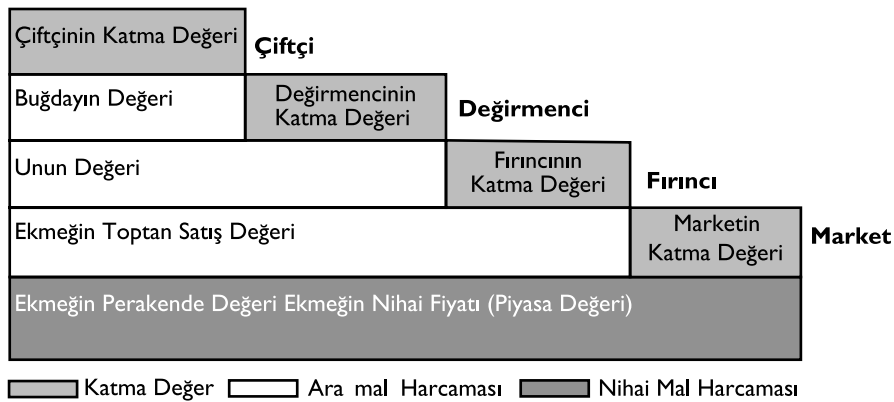 Çiftçinin Katma Değeri
Çiftçi
Buğdayın Değeri
Değirmencinin
Katma Değeri
Değirmenci
Unun Değeri
Fırıncının
Katma Değeri
Fırıncı
Ekmeğin Toptan Satış Değeri
Marketin
Katma Değeri
Market
Ekmeğin Perakende Değeri Ekmeğin Nihai Fiyatı (Piyasa Değeri)
Katma Değer Ara mal Harcaması Nihai Mal Harcaması